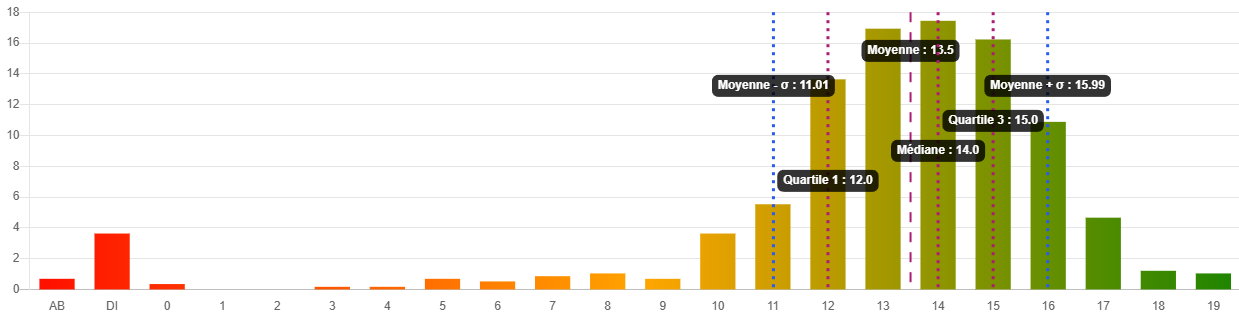 18
16
14
12
10
8
6
4
2
0
Moyenne : 13.5
Moyenne - σ : 11.01
Moyenne + σ : 15.99
Quartile 3 : 15.0
Médiane : 14.0
Quartile 1 : 12.0
AB DI 0 1 2 3 4 5 6 7 8 9 10 11 12 13 14 15 16 17 18 19